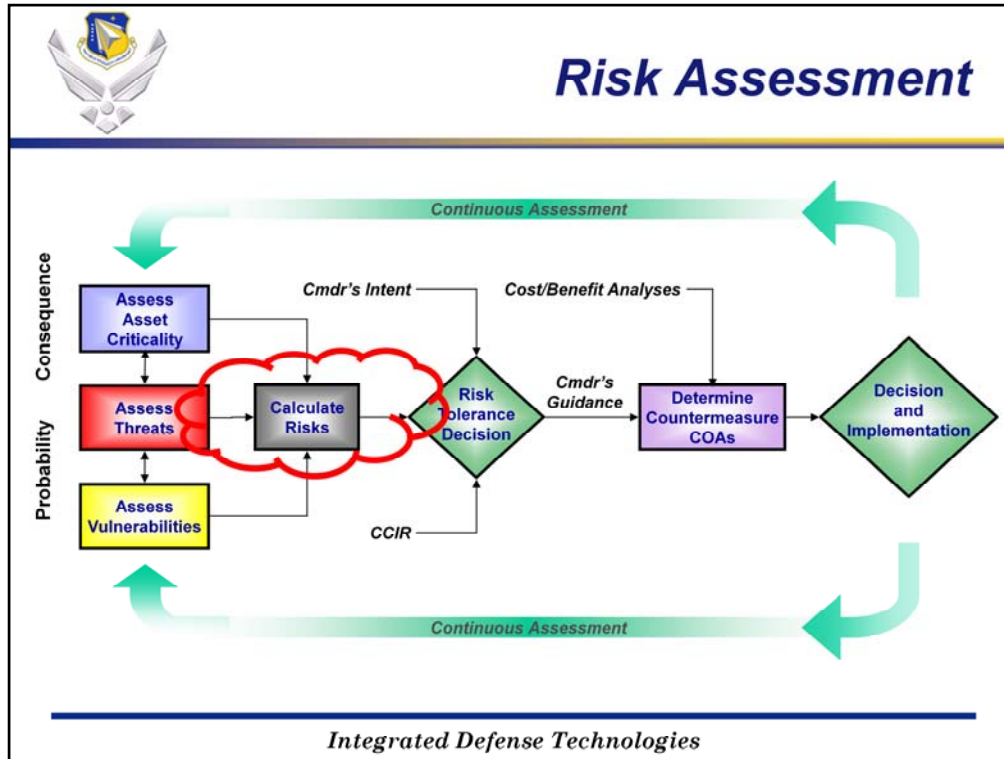 Risk Assessment
Continuous Assessment
Consequence
Probability
Assess
Asset
Criticality
Assess
Threats
Assess
Vulnerabilities
Calculate
Risks
Cmdr's Intent
Risk
Tolerance
Decision
CCIR
Cost/Benefit Analyses
Cmdr's
Guidance
Determine
Countermeasure
COAs
Decision
and
Implementation
Continuous Assessment
Integrated Defense Technologies